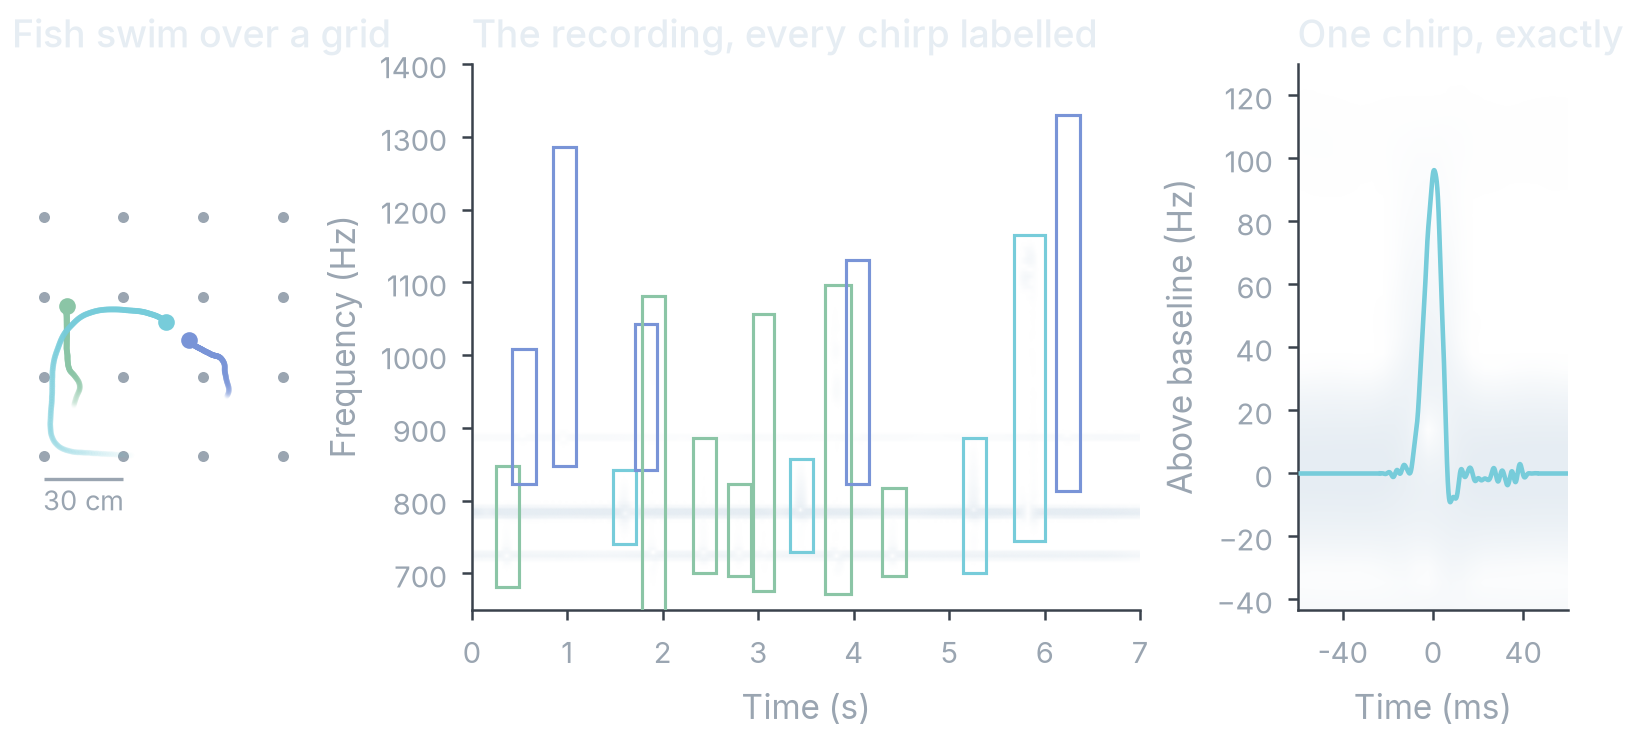 Fish swim over a grid
30 cm
The recording, every chirp labelled
Frequency (Hz)
1400
1300
1200
1100
1000
900
800
700
0 1 2 3 4 5 6 7
Time (s)
One chirp, exactly
Above baseline (Hz)
120
100
80
60
40
20
0
−20
−40
-40 0 40
Time (ms)